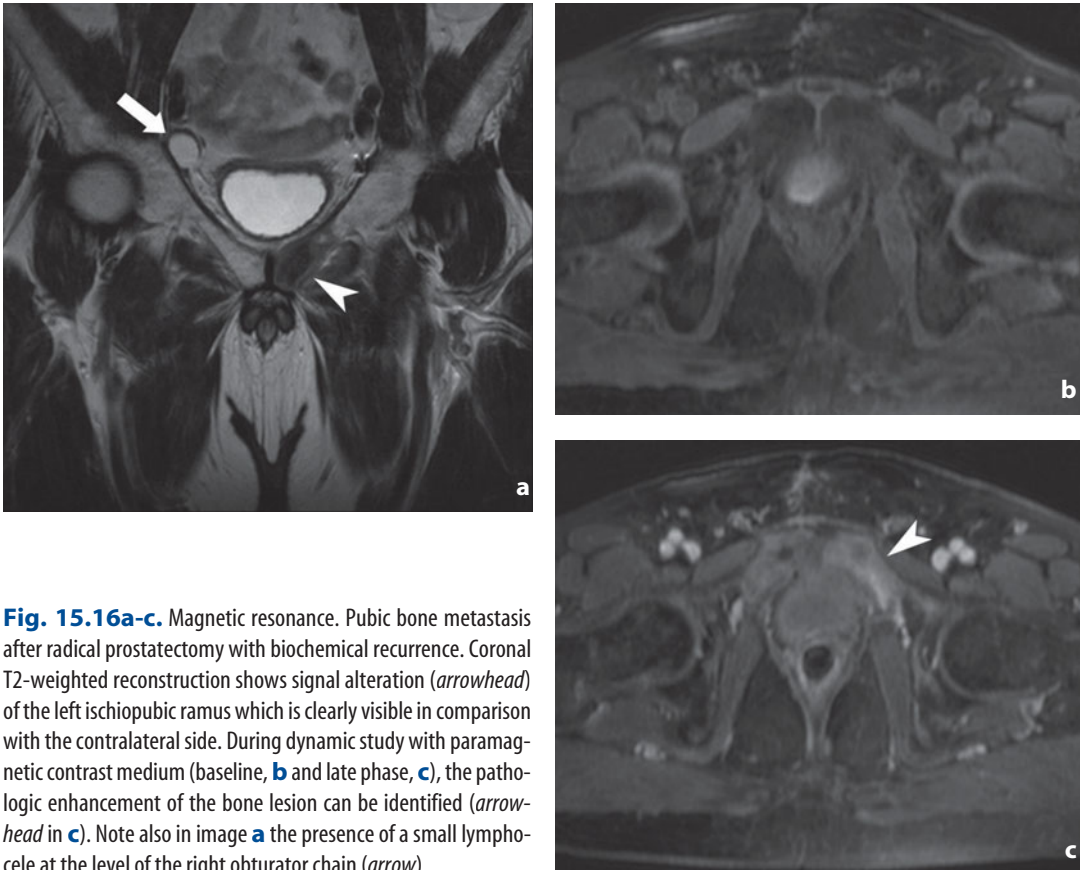 a
b
c
Fig. 15.16a-c. Magnetic resonance. Pubic bone metastasis
after radical prostatectomy with biochemical recurrence. Coronal
T2-weighted reconstruction shows signal alteration (arrowhead)
of the left ischiopubic ramus which is clearly visible in comparison
with the contralateral side. During dynamic study with paramag-
netic contrast medium (baseline, b and late phase, c), the patho-
logic enhancement of the bone lesion can be identified (arrow-
head in c). Note also in image a the presence of a small lympho-
cele at the level of the right obturator chain (arrow)